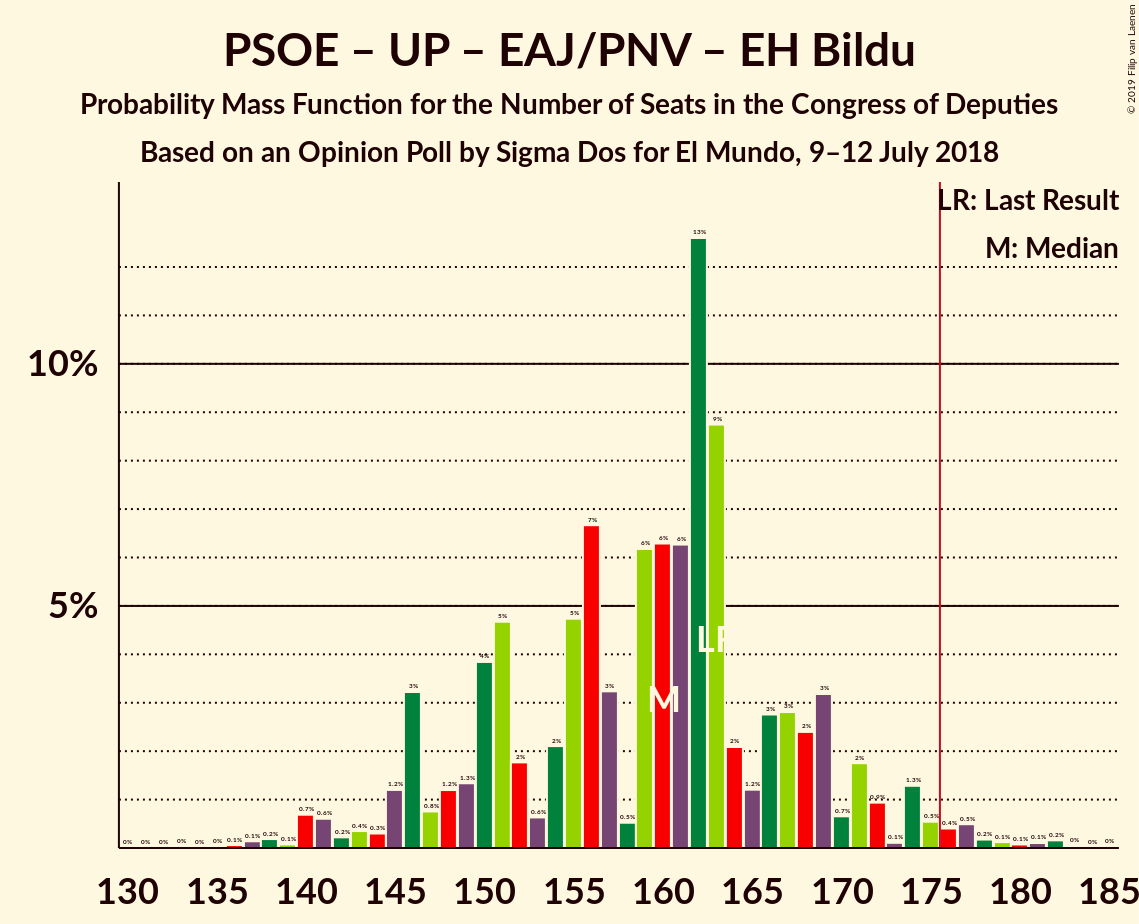 PSOE – UP – EAJ/PNV – EH Bildu
Probability Mass Function for the Number of Seats in the Congress of Deputies
Based on an Opinion Poll by Sigma Dos for El Mundo, 9–12 July 2018
© 2019 Filip van Laenen
LR: Last Result
M: Median
10%
5%
0% 0% 0% 0% 0% 0% 0.1% 0.1% 0.2% 0.1% 0.7% 0.6% 0.2% 0.4% 0.3% 1.2% 3% 0.8% 1.2% 1.3% 4% 5% 2% 0.6% 2% 5% 7% 3% 0.5% 6% 6% 6% 13% 9% 2% 1.2% 3% 3% 2% 3% 0.7% 2% 0.9% 0.1% 1.3% 0.5% 0.4% 0.5% 0.2% 0.1% 0.1% 0.1% 0.2% 0% 0% 0%
LR
M
130 135 140 145 150 155 160 165 170 175 180 185